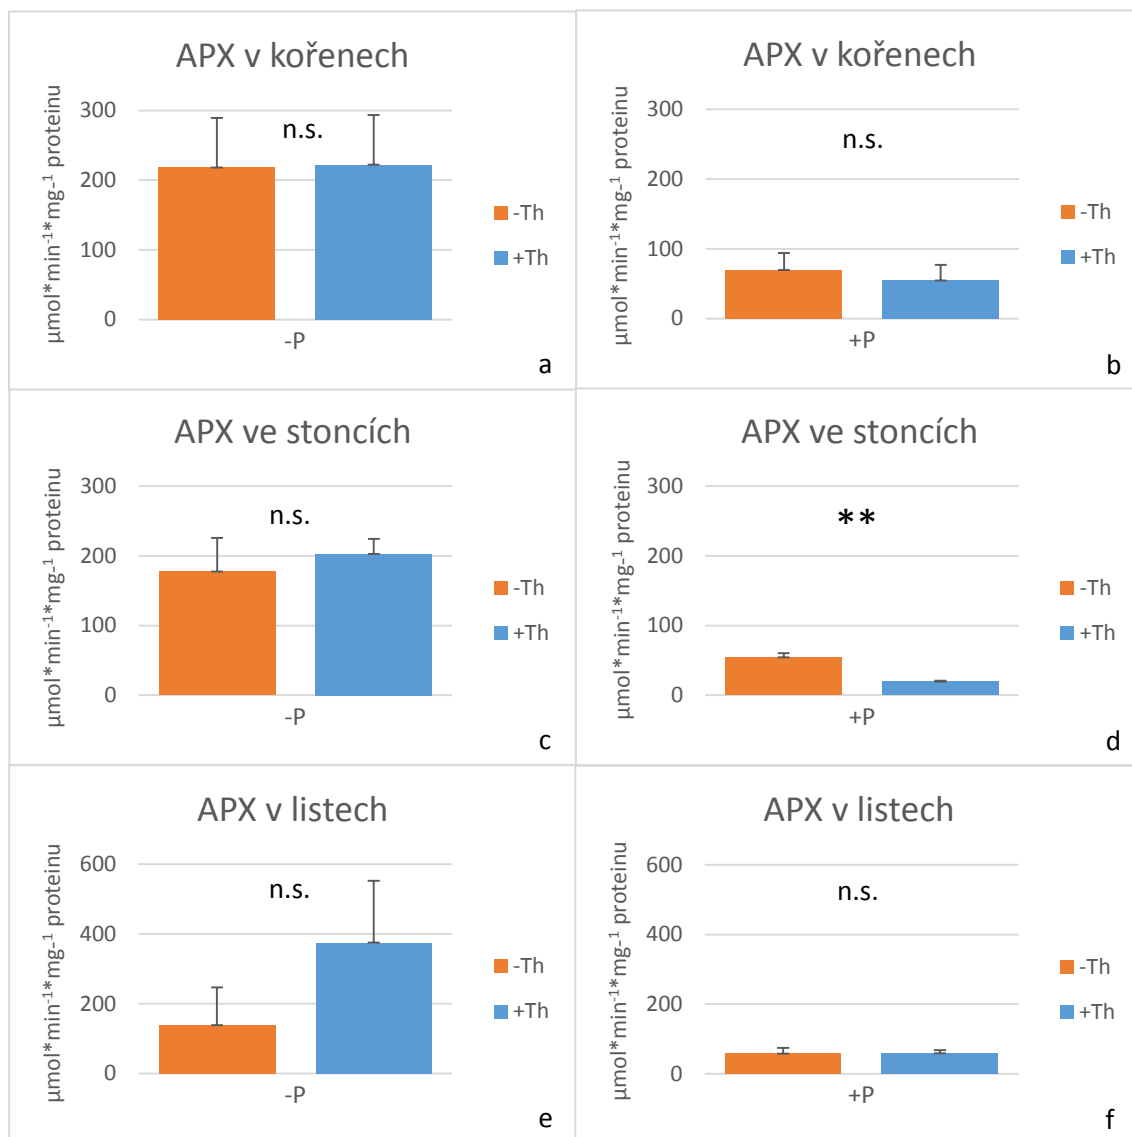 APX v kořenech
µmol*min⁻¹*mg⁻¹ proteinu
300
200
100
0
n.s.
-Th
+Th
-P
a
APX v kořenech
µmol*min⁻¹*mg⁻¹ proteinu
300
200
100
0
n.s.
-Th
+Th
+P
b
APX ve stoncích
µmol*min⁻¹*mg⁻¹ proteinu
300
200
100
0
n.s.
-Th
+Th
-P
c
APX ve stoncích
µmol*min⁻¹*mg⁻¹ proteinu
300
200
100
0
**
-Th
+Th
+P
d
APX v listech
µmol*min⁻¹*mg⁻¹ proteinu
600
400
200
0
n.s.
-Th
+Th
-P
e
APX v listech
µmol*min⁻¹*mg⁻¹ proteinu
600
400
200
0
n.s.
-Th
+Th
+P
f